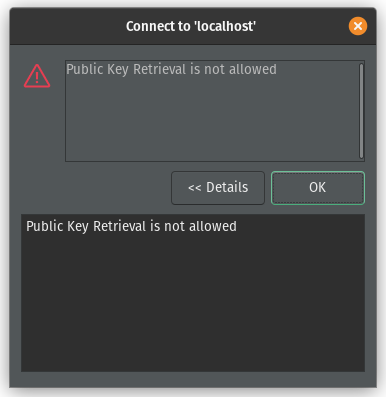 Connect to 'localhost'
Public Key Retrieval is not allowed
<< Details
OK
Public Key Retrieval is not allowed